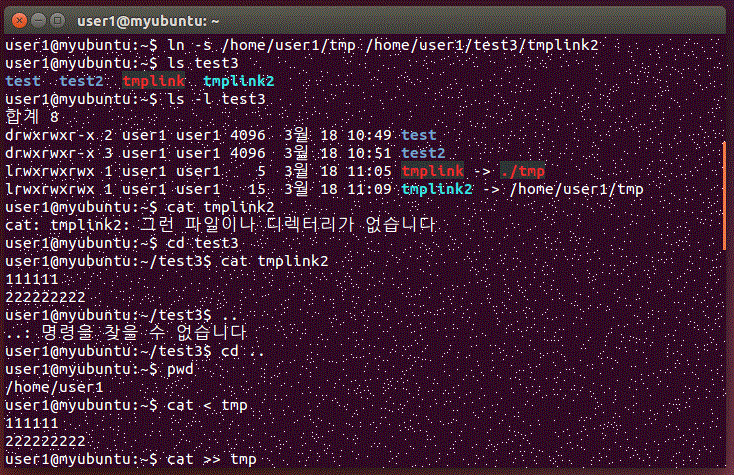 user1@myubuntu: ~
user1@myubuntu:~$ ln -s /home/user1/tmp /home/user1/test3/tmplink2
user1@myubuntu:~$ ls test3
test  test2  tmplink  tmplink2
user1@myubuntu:~$ ls -l test3
합계 8
drwxrwxr-x 2 user1 user1 4096  3월 18 10:49 test
drwxrwxr-x 3 user1 user1 4096  3월 18 10:51 test2
lrwxrwxrwx 1 user1 user1    5  3월 18 11:05 tmplink -> ./tmp
lrwxrwxrwx 1 user1 user1   15  3월 18 11:09 tmplink2 -> /home/user1/tmp
user1@myubuntu:~$ cat tmplink2
cat: tmplink2: 그런 파일이나 디렉터리가 없습니다
user1@myubuntu:~$ cd test3
user1@myubuntu:~/test3$ cat tmplink2
111111
222222222
user1@myubuntu:~/test3$ ..
..: 명령을 찾을 수 없습니다
user1@myubuntu:~/test3$ cd ..
user1@myubuntu:~$ pwd
/home/user1
user1@myubuntu:~$ cat < tmp
111111
222222222
user1@myubuntu:~$ cat >> tmp